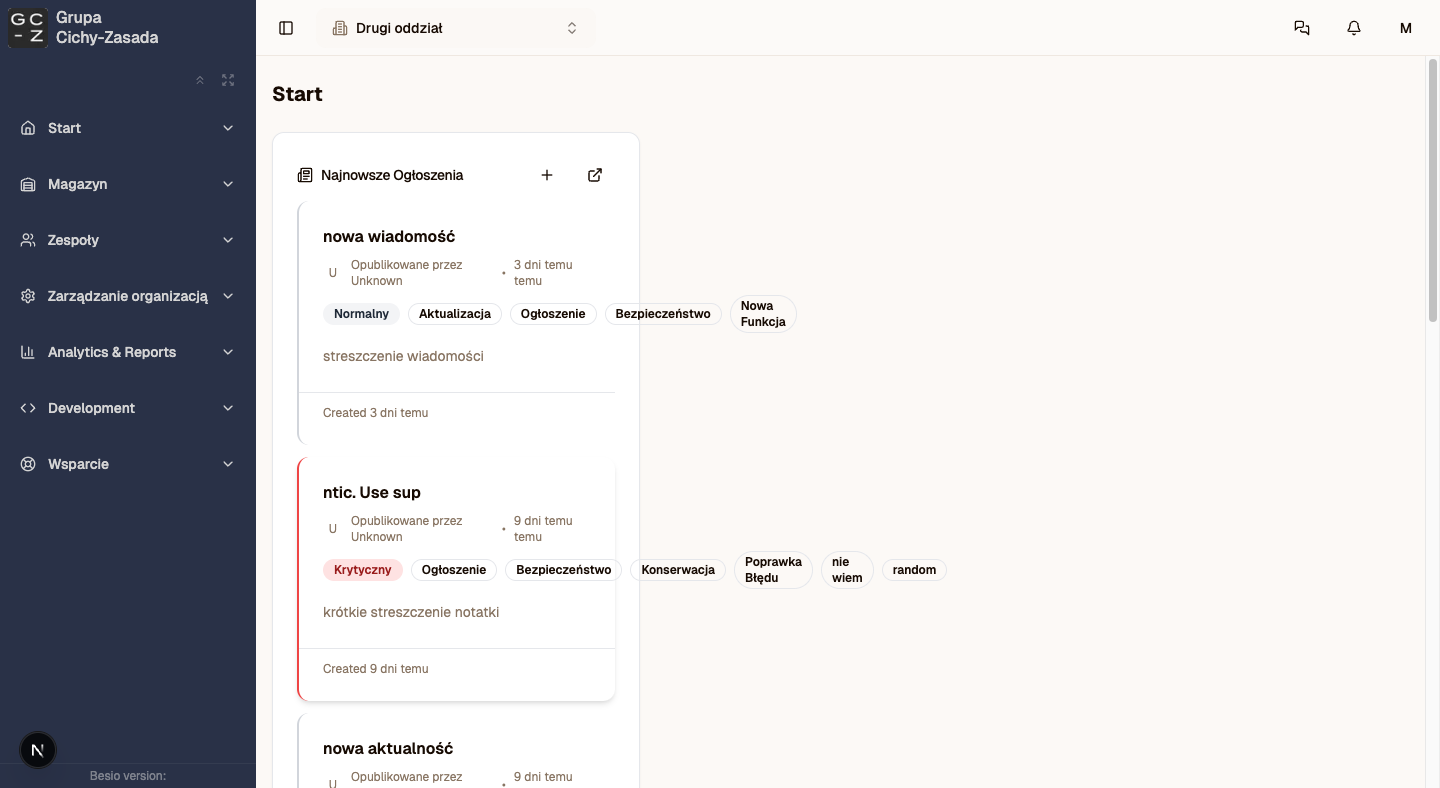 GC
-Z
Grupa
Cichy-Zasada
Drugi oddział
M
Start
Magazyn
Zespoły
Zarządzanie organizacją
Analytics & Reports
Development
Wsparcie
N
Besio version:
Start
Najnowsze Ogłoszenia
nowa wiadomość
U
Opublikowane przez
Unknown
•
3 dni temu
temu
Normalny
Aktualizacja
Ogłoszenie
Bezpieczeństwo
Nowa
Funkcja
streszczenie wiadomości
Created 3 dni temu
ntic. Use sup
U
Opublikowane przez
Unknown
•
9 dni temu
temu
Krytyczny
Ogłoszenie
Bezpieczeństwo
Konserwacja
Poprawka
Błędu
nie
wiem
random
krótkie streszczenie notatki
Created 9 dni temu
nowa aktualność
U
Opublikowane przez
•
9 dni temu